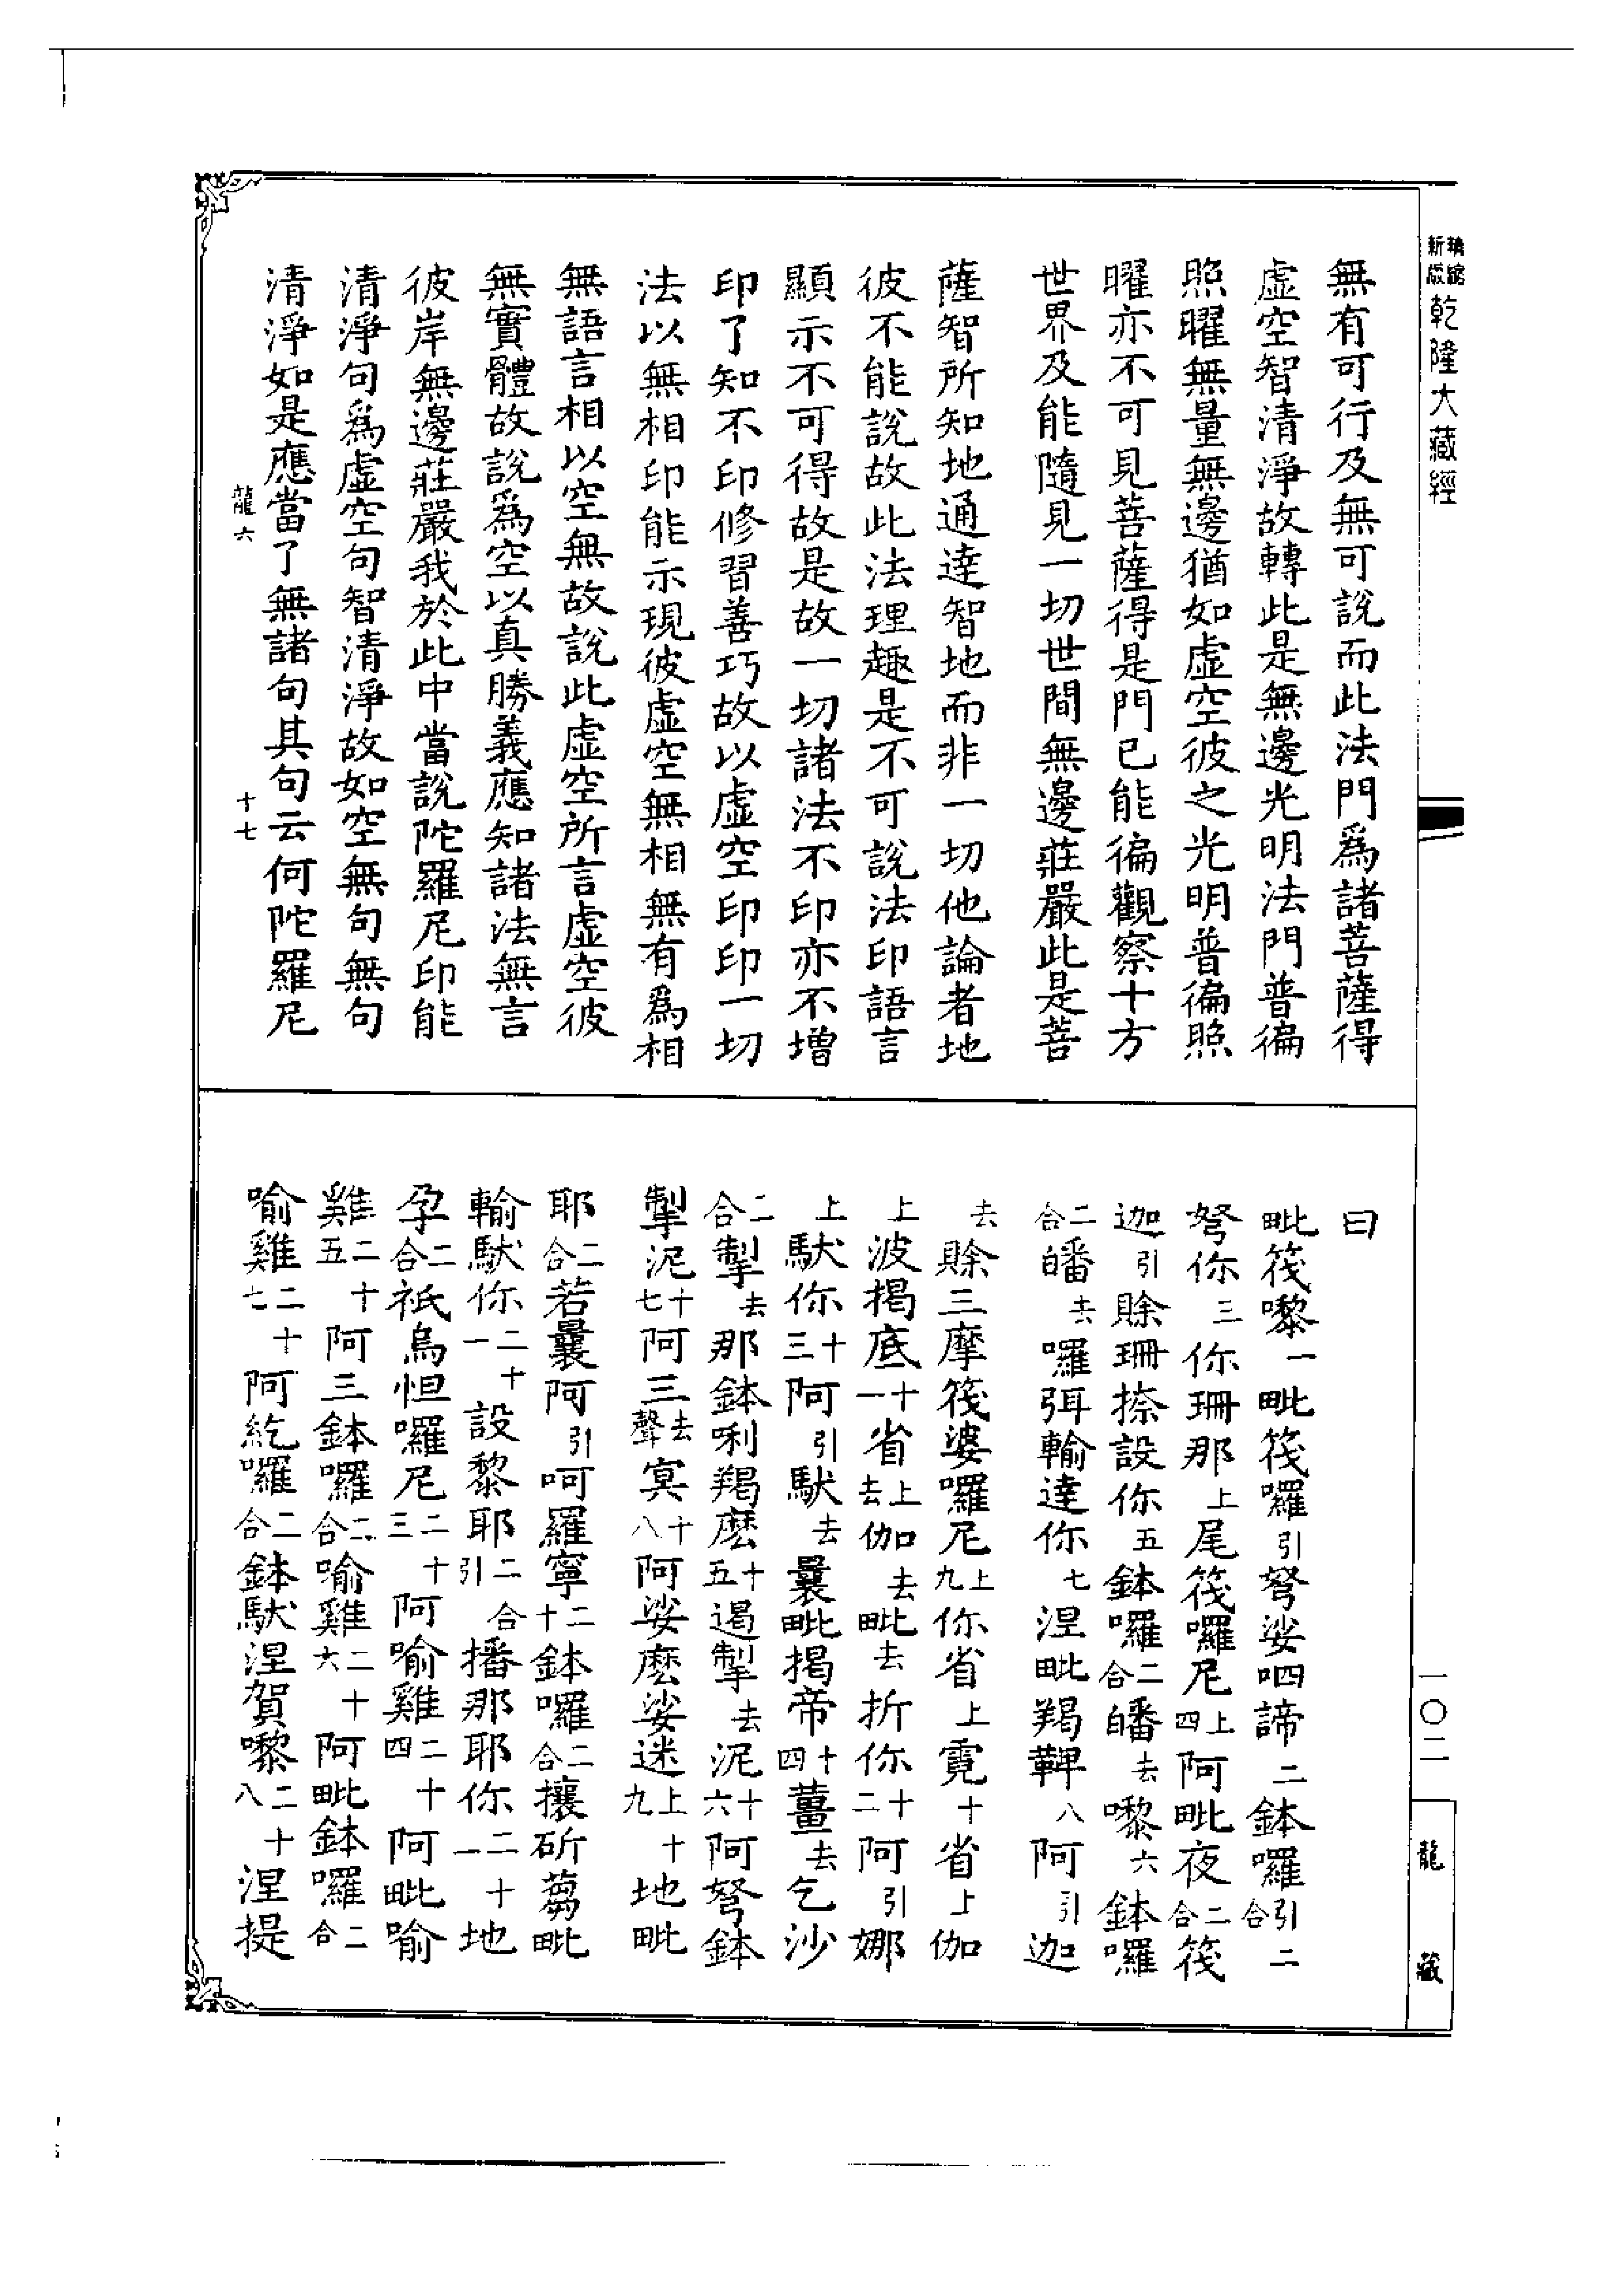 新縮乾隆大藏經
無有可行及無可說而此法門爲諸菩薩得
虛空智清淨故轉此是無邊光明法門普徧
照曜無量無邊猶如虛空彼之光明普徧照
曜亦不可見菩薩得是門已能徧觀察十方
世界及能隨見一切世間無邊莊嚴此是菩
薩智所知地通達智地而非一切他論者地
彼不能說故此法理趣是不可說法印語言
顯示不可得故是故一切諸法不印亦不增
印了知不印修習善巧故以虛空印印一切
法以無相印能示現彼虛空無相無有爲相
無語言相以空無故說此虛空所言虛空彼
無實體故說爲空以真勝義應知諸法無言
彼岸無邊莊嚴我於此中當說陀羅尼印能
清淨句爲虛空句智清淨故如空無句無句
清淨如是應當了無諸句其句云何陀羅尼
龍六 十七
曰
毗筏嚟一毗筏囉引弩娑呬諦二鉢囉引二合
弩你三你珊那上尾筏囉尼上四阿毗夜二合筏
迦引賒珊捺設你五鉢囉二合皤去嚟六鉢囉
二合皤去囉弭輸達你七涅毗羯鞞八阿引迦
去賒三摩筏婆囉尼上九你省上霓十省上伽
上波揭底十一省上去伽去毗去折你十二阿引娜
上馱你十三阿引馱去曩毗揭帝十四薑去乞沙
二合掣去那鉢唎羯麽十五遏掣去泥十六阿弩鉢
掣泥十七阿三去聲寞十八阿娑麽娑迷上十九地毗
耶二合若曩阿引呵羅寧二十鉢囉二合攘斫蒭毗
輸馱你二十一設黎耶二合引播那耶你二十一地
孕二合祇烏怛囉尼二十三阿喻雞二十四阿毗喻
雞二十五阿三鉢囉二合喻雞二十六阿毗鉢囉二合
喻雞二十七阿紇囉二合鉢馱涅賀嚟二十八涅提
一〇二
龍藏